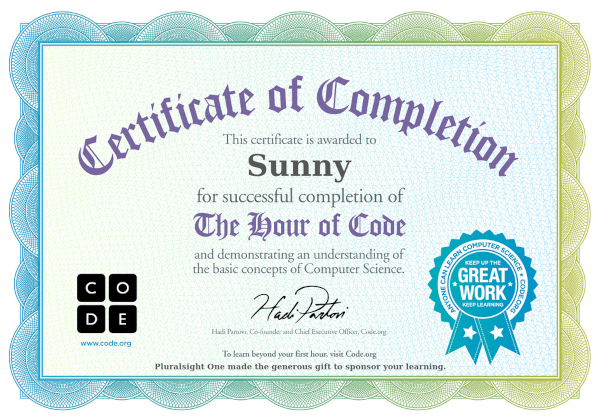 Certificate of Completion
This certificate is awarded to
Sunny
for successful completion of
The Hour of Code
and demonstrating an understanding of
the basic concepts of Computer Science.
C O
D E
www.code.org
Hadi Partovi
Hadi Partovi, Co-founder and Chief Executive Officer, Code.org
ANYONE CAN LEARN COMPUTER SCIENCE ★ CODE.ORG ★
KEEP UP THE
GREAT
WORK
KEEP LEARNING
To learn beyond your first hour, visit Code.org
Pluralsight One made the generous gift to sponsor your learning.